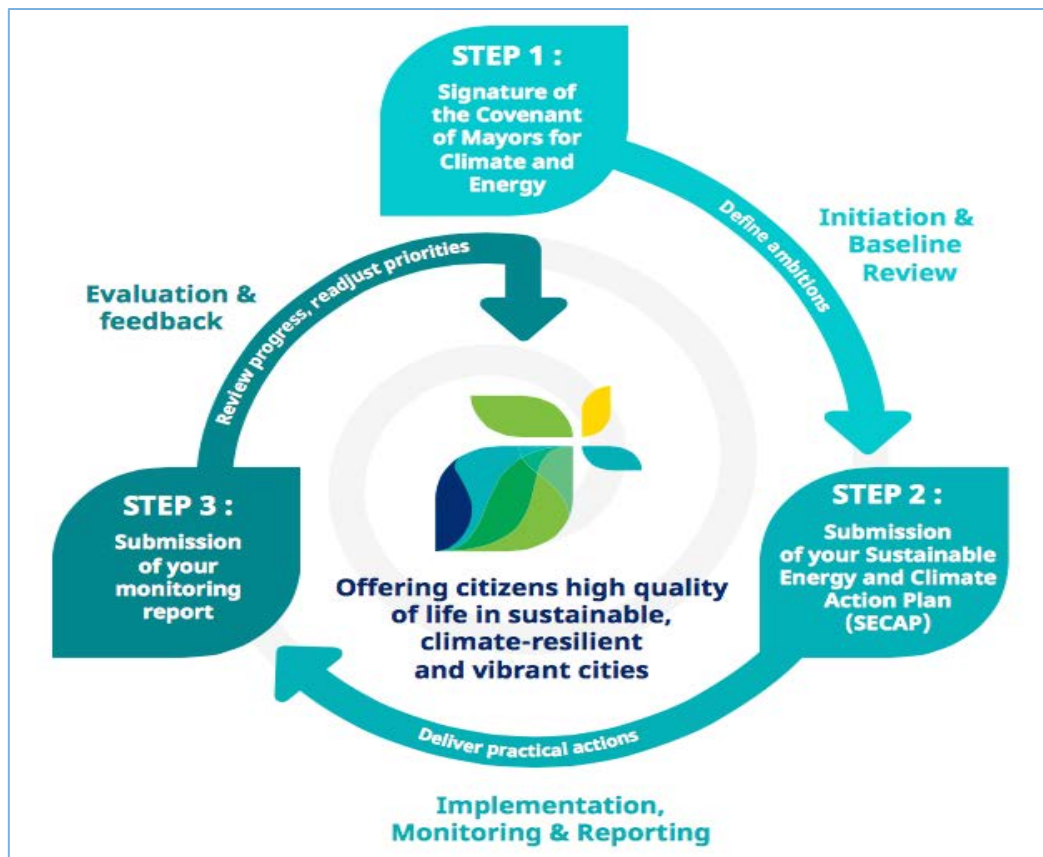 STEP 1 :
Signature of
the Covenant
of Mayors for
Climate and
Energy
Define ambitions
Initiation &
Baseline
Review
STEP 2 :
Submission
of your Sustainable
Energy and Climate
Action Plan
(SECAP)
Deliver practical actions
Implementation,
Monitoring & Reporting
STEP 3 :
Submission
of your
monitoring
report
Review progress, readjust priorities
Evaluation &
feedback
Offering citizens high quality
of life in sustainable,
climate-resilient
and vibrant cities